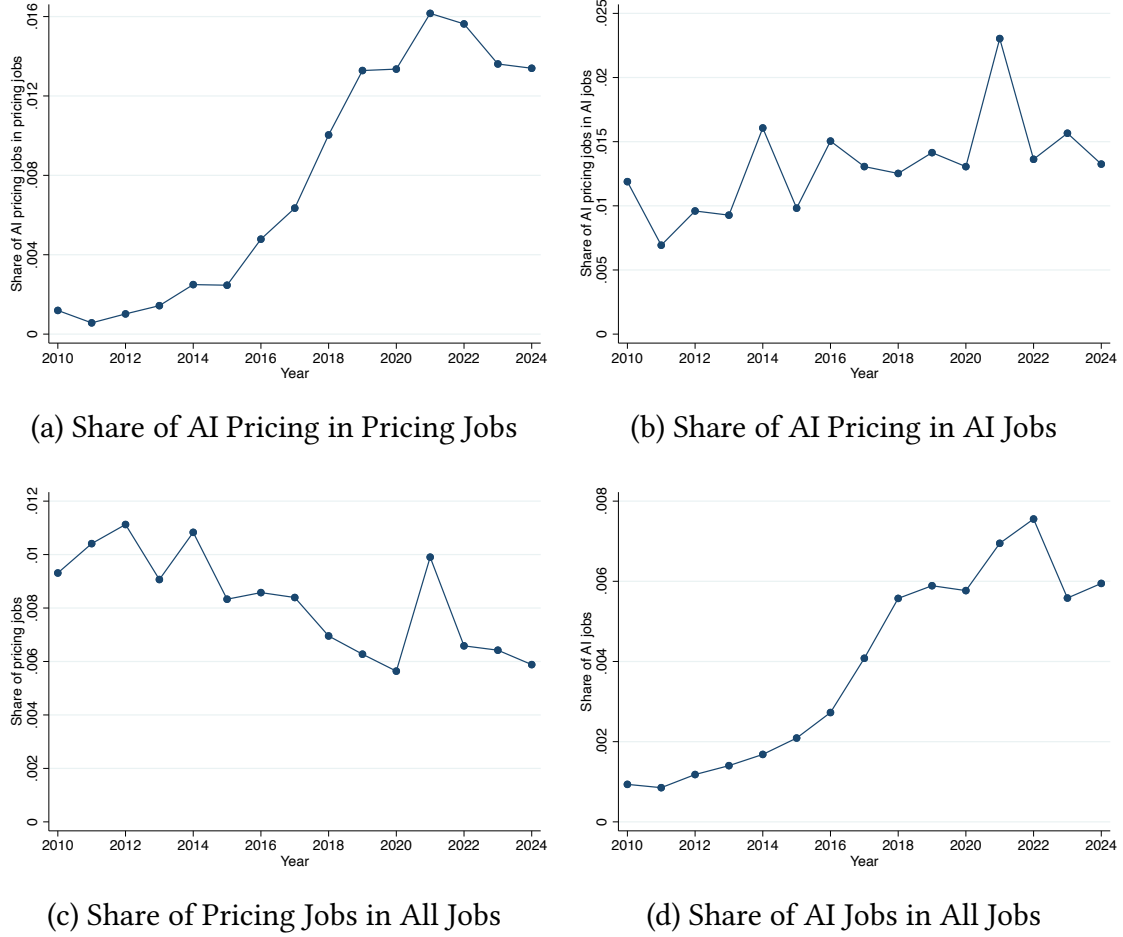 Share of AI pricing jobs in pricing jobs
0 .004 .008 .012 .016
2010 2012 2014 2016 2018 2020 2022 2024
Year
(a) Share of AI Pricing in Pricing Jobs
Share of AI pricing jobs in AI jobs
0 .005 .01 .015 .02 .025
2010 2012 2014 2016 2018 2020 2022 2024
Year
(b) Share of AI Pricing in AI Jobs
Share of pricing jobs
0 .002 .004 .006 .008 .01 .012
2010 2012 2014 2016 2018 2020 2022 2024
Year
(c) Share of Pricing Jobs in All Jobs
Share of AI jobs
0 .002 .004 .006 .008
2010 2012 2014 2016 2018 2020 2022 2024
Year
(d) Share of AI Jobs in All Jobs